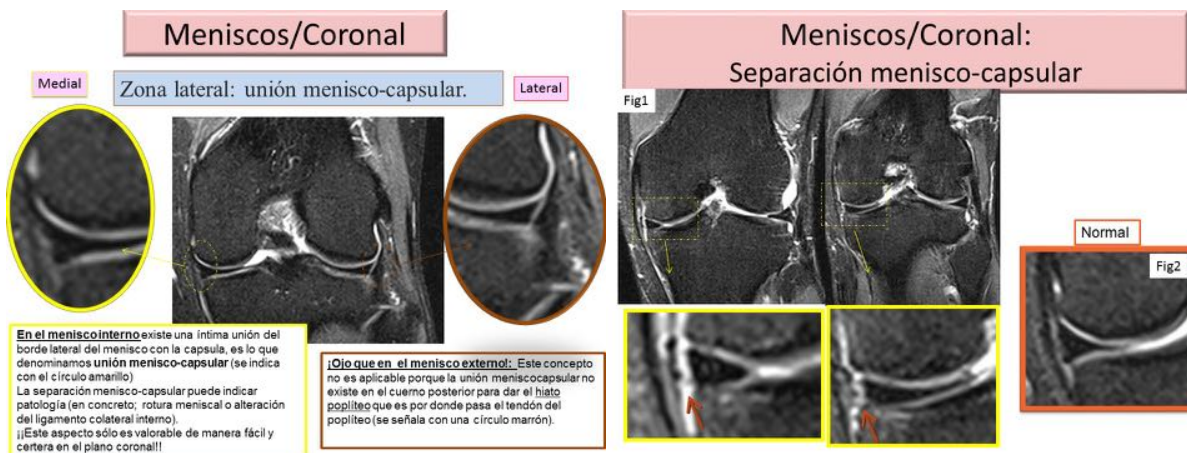 Meniscos/Coronal
Medial
Zona lateral: unión menisco-capsular.
Lateral
En el meniscointerno existe una íntima unión del
borde lateral del menisco con la capsula, es lo que
denominamos unión menisco-capsular (se indica
con el círculo amarillo)
La separación menisco-capsular puede indicar
patología (en concreto; rotura meniscal o alteración
del ligamento colateral interno).
¡¡Este aspecto sólo es valorable de manera fácil y
certera en el plano coronal!!
¡Ojo que en el menisco externo!: Este concepto
no es aplicable porque la unión meniscocapsular no
existe en el cuerno posterior para dar el hiato
poplíteo que es por donde pasa el tendón del
poplíteo (se señala con una círculo marrón).
Meniscos/Coronal:
Separación menisco-capsular
Fig1
Normal
Fig2